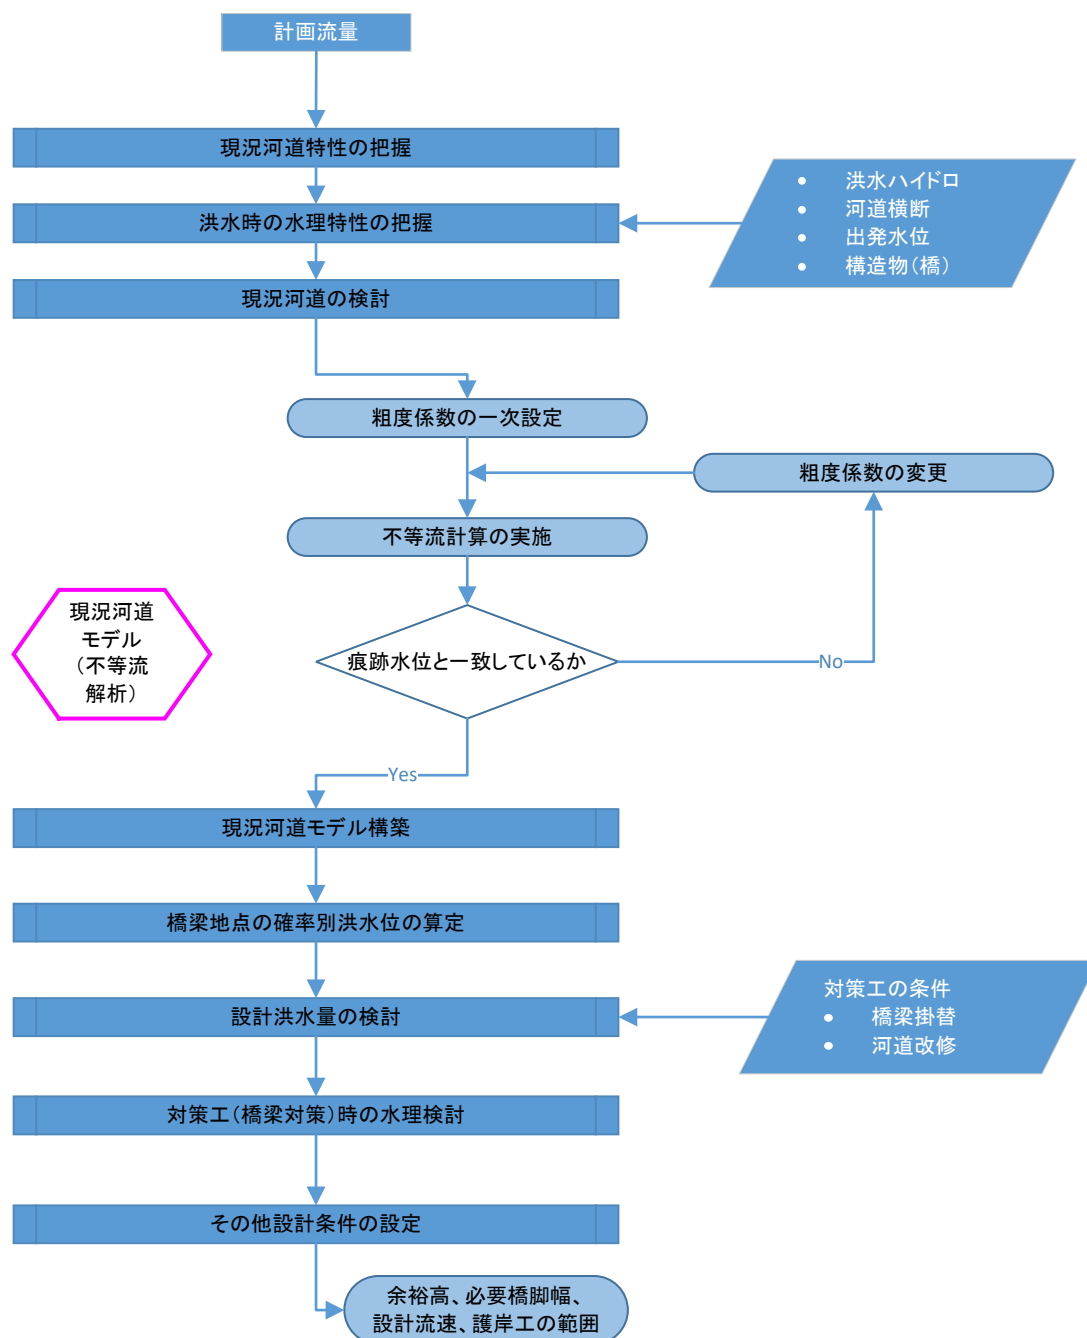 計画流量
現況河道特性の把握
洪水時の水理特性の把握
• 洪水ハイドロ
• 河道横断
• 出発水位
• 構造物（橋）
現況河道の検討
粗度係数の一次設定
粗度係数の変更
不等流計算の実施
現況河道
モデル
（不等流
解析）
痕跡水位と一致しているか
No
Yes
現況河道モデル構築
橋梁地点の確率別洪水位の算定
設計洪水量の検討
対策工の条件
• 橋梁掛替
• 河道改修
対策工（橋梁対策）時の水理検討
その他設計条件の設定
余裕高、必要橋脚幅、
設計流速、護岸工の範囲